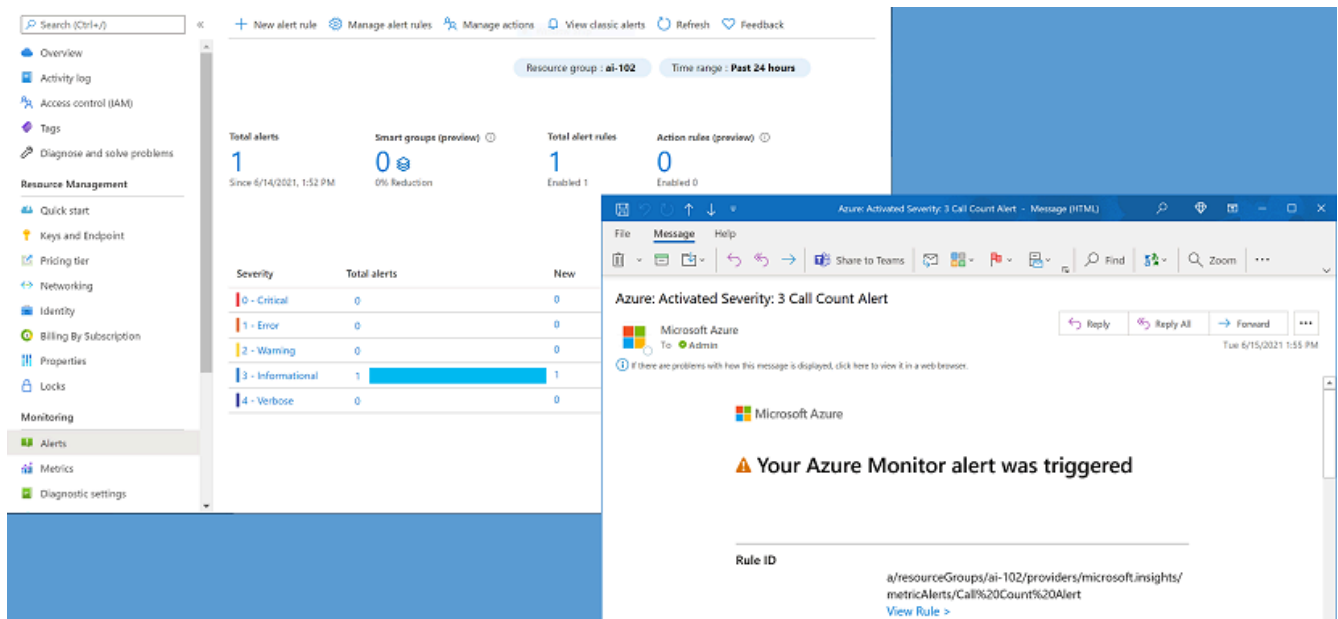 Search (Ctrl+/)
«
Overview
Activity log
Access control (IAM)
Tags
Diagnose and solve problems
Resource Management
Quick start
Keys and Endpoint
Pricing tier
Networking
Identity
Billing By Subscription
Properties
Locks
Monitoring
Alerts
Metrics
Diagnostic settings
New alert rule Manage alert rules Manage actions View classic alerts Refresh Feedback
Resource group : ai-102 Time range : Past 24 hours
Total alerts Smart groups (preview) Total alert rules Action rules (preview)
1 0 1 0
Since 6/14/2021, 1:52 PM 0% Reduction Enabled 1 Enabled 0
Severity Total alerts New
0 - Critical 0 0
1 - Error 0 0
2 - Warning 0 0
3 - Informational 1 1
4 - Verbose 0 0
Azure: Activated Severity: 3 Call Count Alert - Message (HTML)
File Message Help
Share to Teams Find Zoom ...
Azure: Activated Severity: 3 Call Count Alert
Microsoft Azure
To Admin
Reply Reply All Forward ...
Tue 6/15/2021 1:55 PM
If there are problems with how this message is displayed, click here to view it in a web browser.
Microsoft Azure
Your Azure Monitor alert was triggered
Rule ID
a/resourceGroups/ai-102/providers/microsoft.insights/
metricAlerts/Call%20Count%20Alert
View Rule >